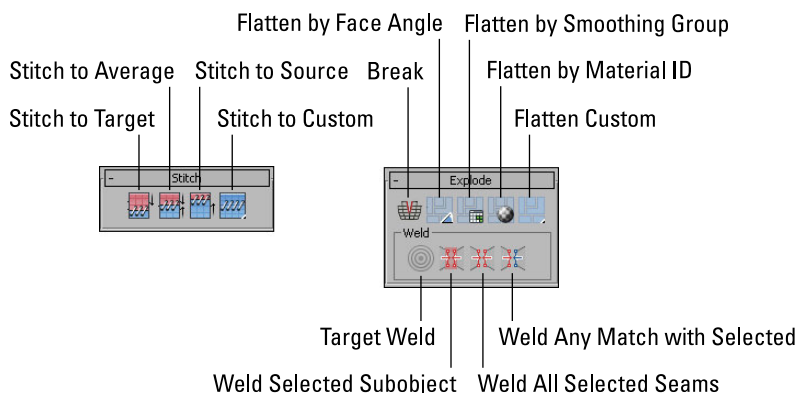 Flatten by Face Angle Flatten by Smoothing Group
Stitch to Average Stitch to Source Break Flatten by Material ID
Stitch to Target Stitch to Custom Flatten Custom
- Stitch
- Explode
Weld
Target Weld Weld Any Match with Selected
Weld Selected Subobject Weld All Selected Seams